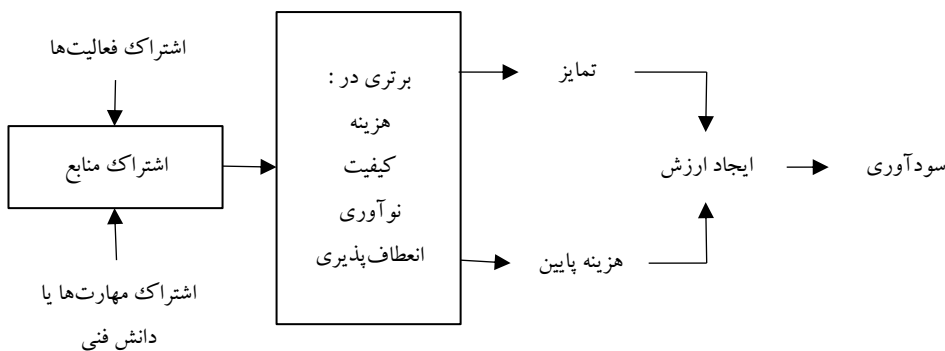 اشتراک فعالیت‌ها
اشتراک منابع
اشتراک مهارت‌ها یا
دانش فنی
برتری در :
هزینه
کیفیت
نوآوری
انعطاف‌پذیری
تمایز
هزینه پایین
ایجاد ارزش
سودآوری